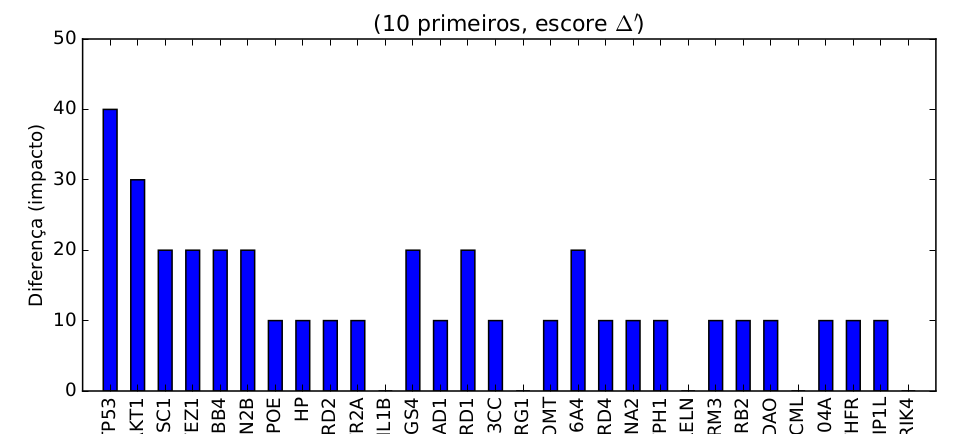 (10 primeiros, escore Δ′)
Diferença (impacto)
50
40
30
20
10
0
TP53
KT1
SC1
EZ1
BB4
N2B
POE
HP
RD2
R2A
L1B
GS4
AD1
RD1
3CC
RG1
OMT
6A4
RD4
NA2
PH1
ELN
RM3
RB2
DAO
CML
04A
HFR
IP1L
RIK4